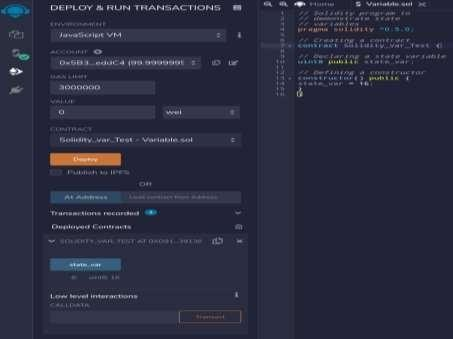 DEPLOY & RUN TRANSACTIONS
ENVIRONMENT
JavaScript VM
ACCOUNT
0x5B3...eddC4 (99.9999999
GAS LIMIT
3000000
VALUE
0 wei
CONTRACT
Solidity_var_Test - Variable.sol
Deploy
Publish to IPFS
OR
At Address Load contract from Address
Transactions recorded
Deployed Contracts
SOLIDITY_VAR_TEST AT 0XD91...39138
state_var
0: uint8: 16
Low level interactions
CALLDATA
Transact
Home Variable.sol
1 // Solidity program to
2 // demonstrate state
3 // variables
4 pragma solidity ^0.5.0;
5
6 // Creating a contract
7 contract Solidity_var_Test {
8
9 // Declaring a state variable
10 uint8 public state_var;
11
12 // Defining a constructor
13 constructor() public {
14 state_var = 16;
15 }
16 }